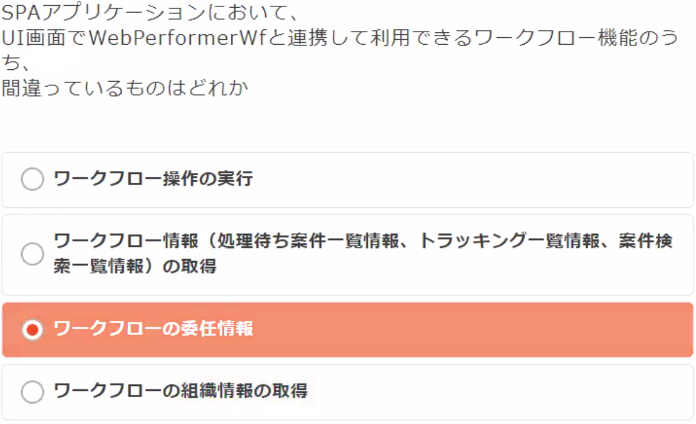 SPAアプリケーションにおいて、
UI画面でWebPerformerWfと連携して利用できるワークフロー機能のう
ち、
間違っているものはどれか
ワークフロー操作の実行
ワークフロー情報（処理待ち案件一覧情報、トラッキング一覧情報、案件検
索一覧情報）の取得
ワークフローの委任情報
ワークフローの組織情報の取得